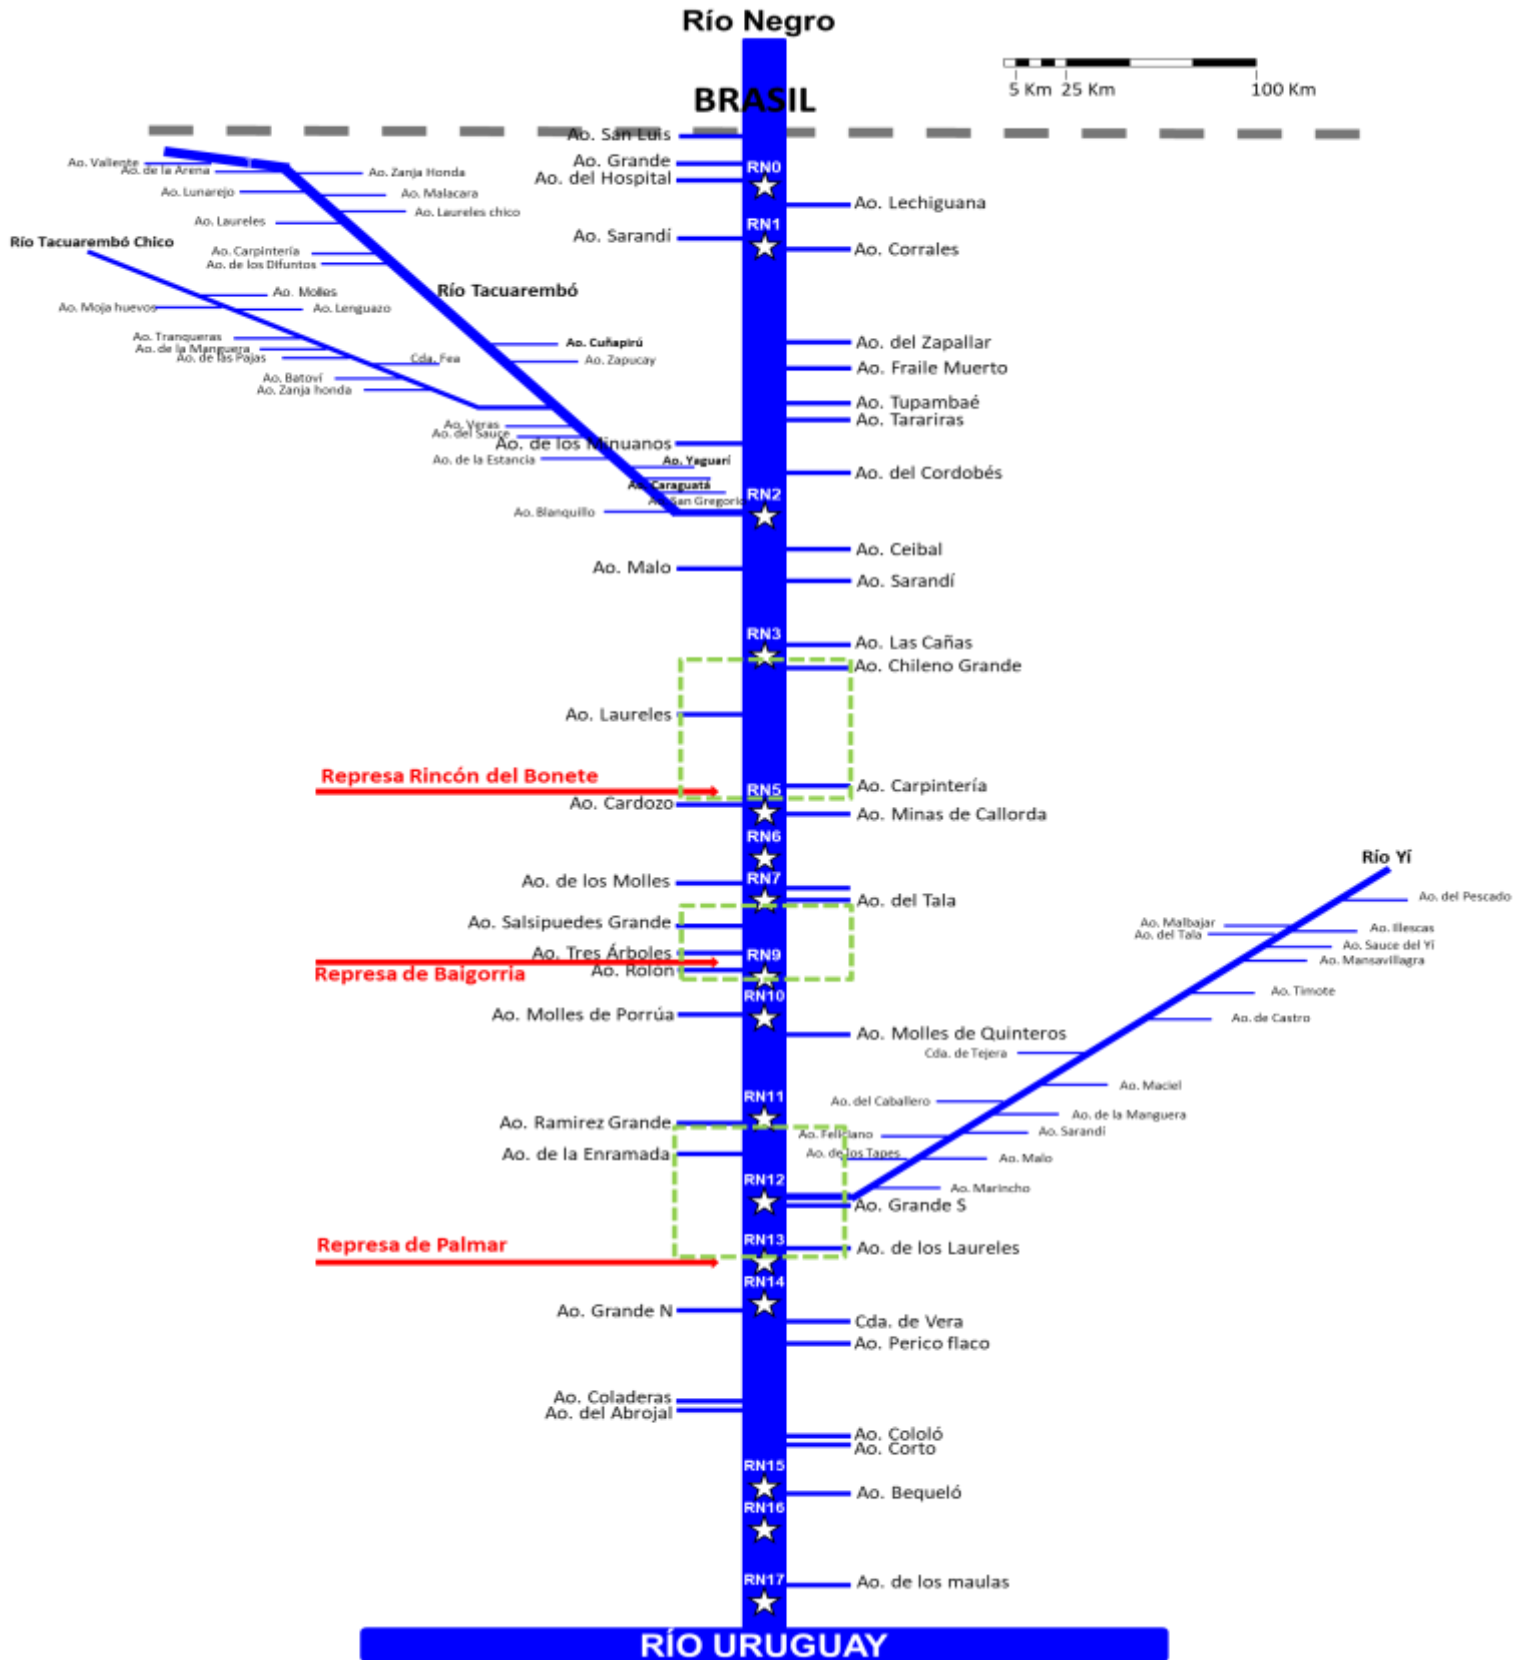 Río Negro
5 Km 25 Km 100 Km
BRASIL
Ao. San Luis
Ao. Grande
Ao. del Hospital
RN0
Ao. Lechiguana
RN1
Ao. Sarandí
Ao. Corrales
Ao. Valiente
Ao. de la Arena
Ao. Zanja Honda
Ao. Lunarejo
Ao. Malacara
Ao. Laureles chico
Ao. Laureles
Río Tacuarembó Chico
Ao. Carpintería
Ao. de los Difuntos
Río Tacuarembó
Ao. Molles
Ao. Moja huevos
Ao. Lenguazo
Ao. Tranqueras
Ao. de la Manguera
Ao. de las Pajas
Cda. Fea
Ao. Batoví
Ao. Zanja honda
Ao. Cuñapirú
Ao. Zapucay
Ao. del Zapallar
Ao. Fraile Muerto
Ao. Tupambaé
Ao. Tarariras
Ao. Veras
Ao. del Sauce
Ao. de los Minuanos
Ao. de la Estancia
Ao. Yaguarí
Ao. del Cordobés
Ao. Caraguatá
Ao. San Gregorio
RN2
Ao. Blanquillo
Ao. Ceibal
Ao. Malo
Ao. Sarandí
RN3
Ao. Las Cañas
Ao. Chileno Grande
Ao. Laureles
Represa Rincón del Bonete
Ao. Carpintería
RN5
Ao. Cardozo
Ao. Minas de Callorda
RN6
RN7
Ao. de los Molles
Ao. del Tala
Ao. Salsipuedes Grande
Ao. Tres Árboles
RN9
Represa de Baigorria
Ao. Rolón
RN10
Ao. Molles de Porrúa
Ao. Molles de Quinteros
Río Yí
Ao. del Pescado
Ao. Malbajar
Ao. del Tala
Ao. Illescas
Ao. Sauce del Yí
Ao. Mansavillagra
Ao. Timote
Ao. de Castro
Cda. de Tejera
Ao. Maciel
Ao. del Caballero
Ao. de la Manguera
Ao. Feliciano
Ao. Sarandí
Ao. de los Tapes
Ao. Malo
Ao. Marincho
RN11
Ao. Ramirez Grande
Ao. de la Enramada
RN12
Ao. Grande S
Represa de Palmar
RN13
Ao. de los Laureles
RN14
Ao. Grande N
Cda. de Vera
Ao. Perico flaco
Ao. Coladeras
Ao. del Abrojal
Ao. Cololó
Ao. Corto
RN15
Ao. Bequeló
RN16
RN17
Ao. de los maulas
RÍO URUGUAY